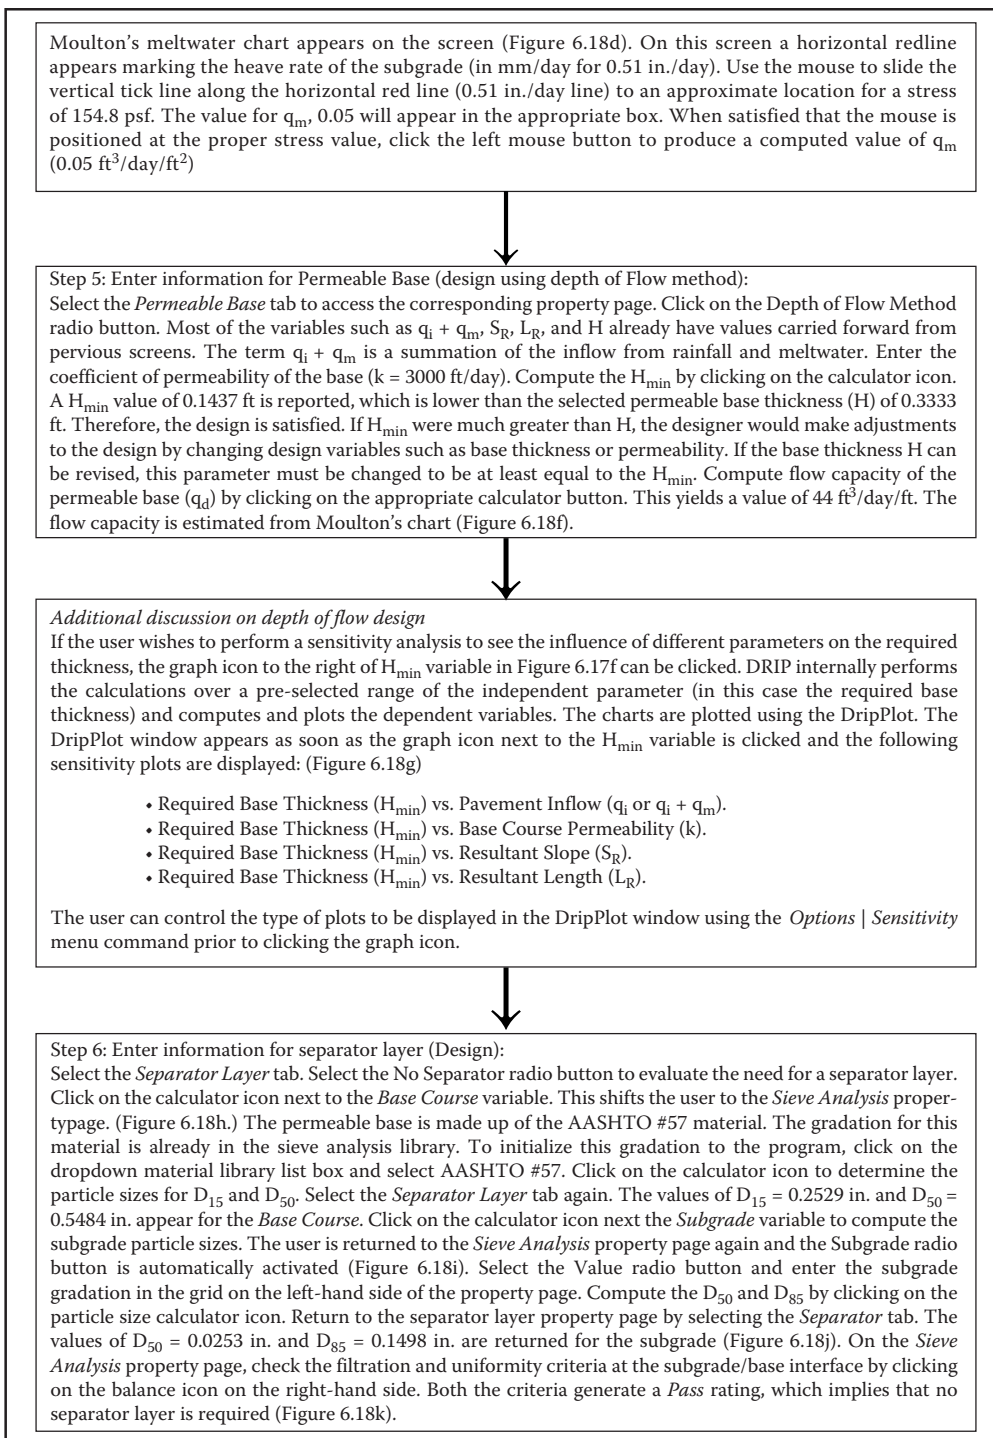 Moulton's meltwater chart appears on the screen (Figure 6.18d). On this screen a horizontal redline
appears marking the heave rate of the subgrade (in mm/day for 0.51 in./day). Use the mouse to slide the
vertical tick line along the horizontal red line (0.51 in./day line) to an approximate location for a stress
of 154.8 psf. The value for qm, 0.05 will appear in the appropriate box. When satisfied that the mouse is
positioned at the proper stress value, click the left mouse button to produce a computed value of qm
(0.05 ft³/day/ft²)
Step 5: Enter information for Permeable Base (design using depth of Flow method):
Select the Permeable Base tab to access the corresponding property page. Click on the Depth of Flow Method
radio button. Most of the variables such as qi + qm, SR, LR, and H already have values carried forward from
pervious screens. The term qi + qm is a summation of the inflow from rainfall and meltwater. Enter the
coefficient of permeability of the base (k = 3000 ft/day). Compute the Hmin by clicking on the calculator icon.
A Hmin value of 0.1437 ft is reported, which is lower than the selected permeable base thickness (H) of 0.3333
ft. Therefore, the design is satisfied. If Hmin were much greater than H, the designer would make adjustments
to the design by changing design variables such as base thickness or permeability. If the base thickness H can
be revised, this parameter must be changed to be at least equal to the Hmin. Compute flow capacity of the
permeable base (qd) by clicking on the appropriate calculator button. This yields a value of 44 ft³/day/ft. The
flow capacity is estimated from Moulton's chart (Figure 6.18f).
Additional discussion on depth of flow design
If the user wishes to perform a sensitivity analysis to see the influence of different parameters on the required
thickness, the graph icon to the right of Hmin variable in Figure 6.17f can be clicked. DRIP internally performs
the calculations over a pre-selected range of the independent parameter (in this case the required base
thickness) and computes and plots the dependent variables. The charts are plotted using the DripPlot. The
DripPlot window appears as soon as the graph icon next to the Hmin variable is clicked and the following
sensitivity plots are displayed: (Figure 6.18g)
• Required Base Thickness (Hmin) vs. Pavement Inflow (qi or qi + qm).
• Required Base Thickness (Hmin) vs. Base Course Permeability (k).
• Required Base Thickness (Hmin) vs. Resultant Slope (SR).
• Required Base Thickness (Hmin) vs. Resultant Length (LR).
The user can control the type of plots to be displayed in the DripPlot window using the Options | Sensitivity
menu command prior to clicking the graph icon.
Step 6: Enter information for separator layer (Design):
Select the Separator Layer tab. Select the No Separator radio button to evaluate the need for a separator layer.
Click on the calculator icon next to the Base Course variable. This shifts the user to the Sieve Analysis proper-
typage. (Figure 6.18h.) The permeable base is made up of the AASHTO #57 material. The gradation for this
material is already in the sieve analysis library. To initialize this gradation to the program, click on the
dropdown material library list box and select AASHTO #57. Click on the calculator icon to determine the
particle sizes for D15 and D50. Select the Separator Layer tab again. The values of D15 = 0.2529 in. and D50 =
0.5484 in. appear for the Base Course. Click on the calculator icon next the Subgrade variable to compute the
subgrade particle sizes. The user is returned to the Sieve Analysis property page again and the Subgrade radio
button is automatically activated (Figure 6.18i). Select the Value radio button and enter the subgrade
gradation in the grid on the left-hand side of the property page. Compute the D50 and D85 by clicking on the
particle size calculator icon. Return to the separator layer property page by selecting the Separator tab. The
values of D50 = 0.0253 in. and D85 = 0.1498 in. are returned for the subgrade (Figure 6.18j). On the Sieve
Analysis property page, check the filtration and uniformity criteria at the subgrade/base interface by clicking
on the balance icon on the right-hand side. Both the criteria generate a Pass rating, which implies that no
separator layer is required (Figure 6.18k).